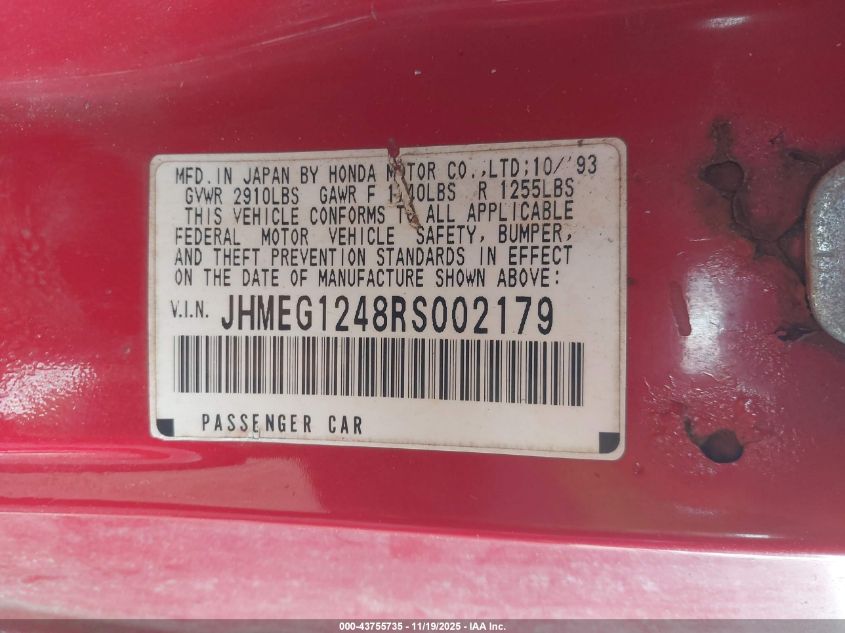 MFD. IN JAPAN BY HONDA MOTOR CO.,LTD;10/'93
GVWR 2910LBS GAWR F LBS R 1255LBS
THIS VEHICLE CONFORMS TO ALL APPLICABLE
FEDERAL MOTOR VEHICLE SAFETY, BUMPER,
AND THEFT PREVENTION STANDARDS IN EFFECT
ON THE DATE OF MANUFACTURE SHOWN ABOVE:
V.I.N. JHMEG1248RS002179
PASSENGER CAR
000-43755735 - 11/19/2025 - IAA Inc.